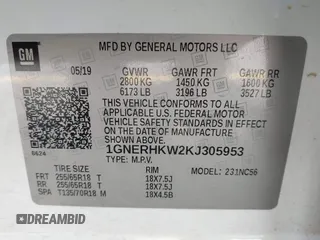 GM
MFD BY GENERAL MOTORS LLC
05/19 GVWR GAWR FRT GAWR RR
2800 KG 1450 KG 1600 KG
6173 LB 3196 LB 3527 LB
THIS VEHICLE CONFORMS TO ALL APPLICABLE
U.S. FEDERAL MOTOR VEHICLE SAFETY
STANDARDS IN EFFECT ON THE DATE OF
MANUFACTURE SHOWN ABOVE.
1GNERHKW2KJ305953
TYPE: M.P.V.
TIRE SIZE RIM MODEL: 231NC56
FRT 255/65R18 T 18X7.5J
RR 255/65R18 T 18X7.5J
SPA T135/70R18 M 18X4.5B
DREAMBID